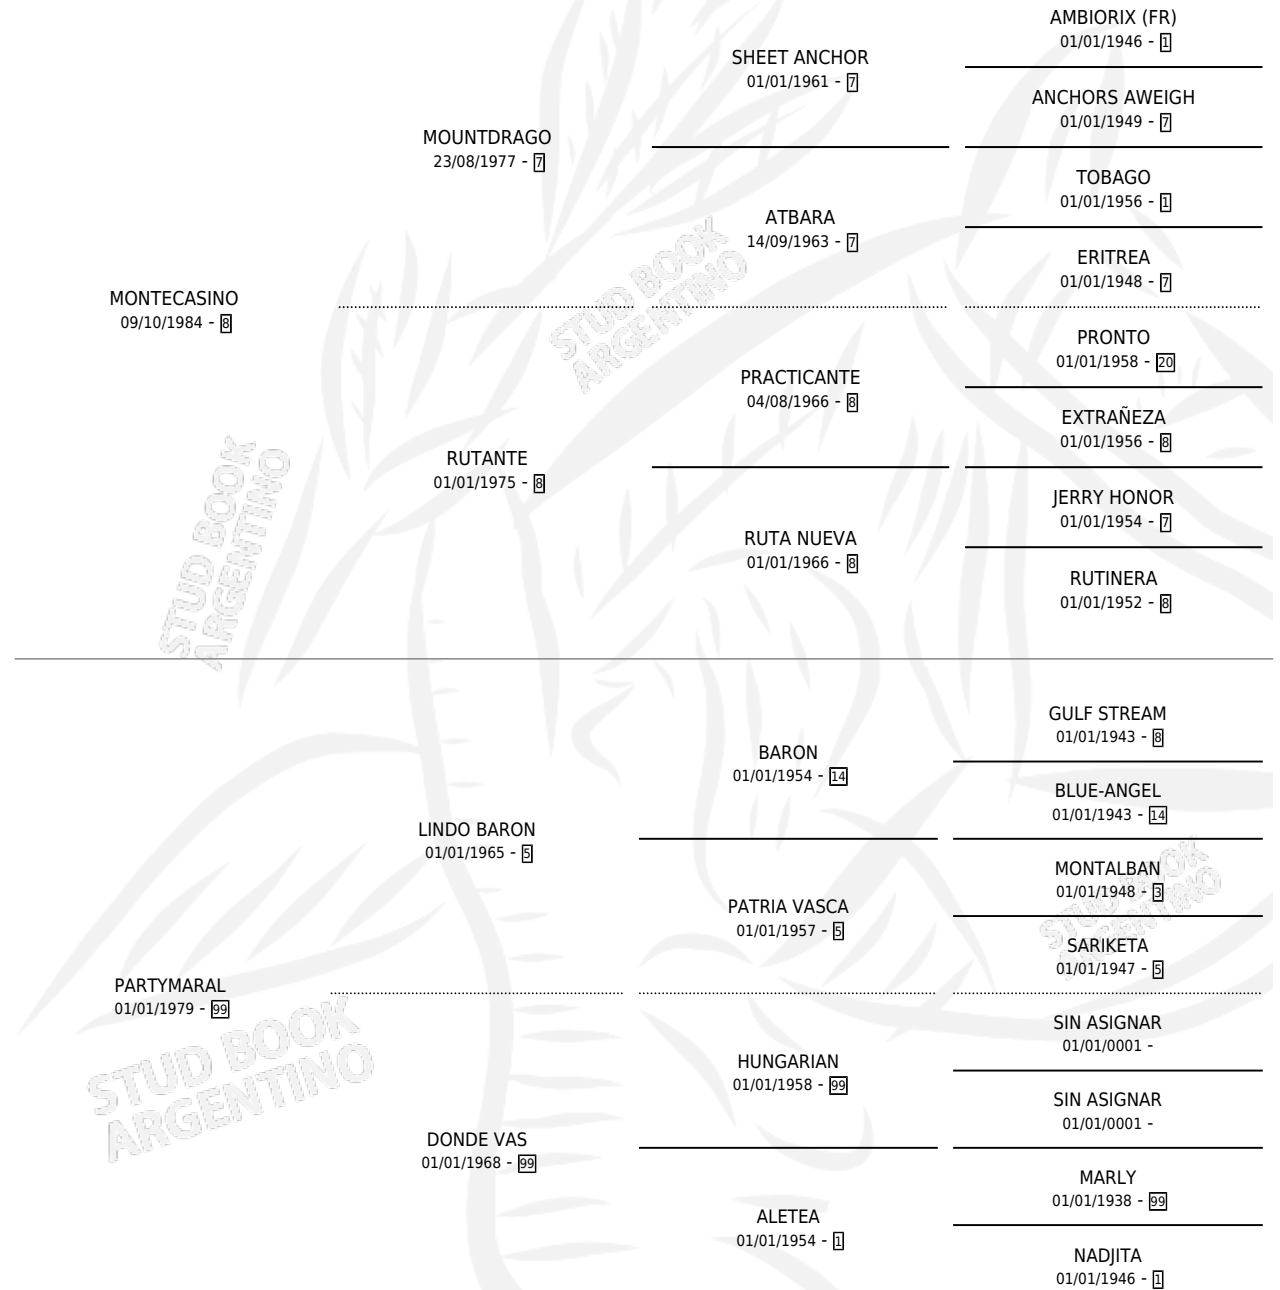 AMBIORIX (FR)
01/01/1946 - 1
SHEET ANCHOR
01/01/1961 - 7
ANCHORS AWEIGH
01/01/1949 - 7
MOUNTDRAGO
23/08/1977 - 7
TOBAGO
01/01/1956 - 1
ATBARA
14/09/1963 - 7
ERITREA
01/01/1948 - 7
MONTECASINO
09/10/1984 - 8
PRONTO
01/01/1958 - 20
PRACTICANTE
04/08/1966 - 8
EXTRAÑEZA
01/01/1956 - 8
RUTANTE
01/01/1975 - 8
JERRY HONOR
01/01/1954 - 7
RUTA NUEVA
01/01/1966 - 8
RUTINERA
01/01/1952 - 8
GULF STREAM
01/01/1943 - 8
BARON
01/01/1954 - 14
BLUE-ANGEL
01/01/1943 - 14
LINDO BARON
01/01/1965 - 5
MONTALBAN
01/01/1948 - 3
PATRIA VASCA
01/01/1957 - 5
SARIKETA
01/01/1947 - 5
PARTYMARAL
01/01/1979 - 99
SIN ASIGNAR
01/01/0001 -
HUNGARIAN
01/01/1958 - 99
SIN ASIGNAR
01/01/0001 -
DONDE VAS
01/01/1968 - 99
MARLY
01/01/1938 - 99
ALETEA
01/01/1954 - 1
NADJITA
01/01/1946 - 1
STUD BOOK
ARGENTINO
STUD BOOK
ARGENTINO
STUD BOOK
ARGENTINO
STUD BOOK
ARGENTINO